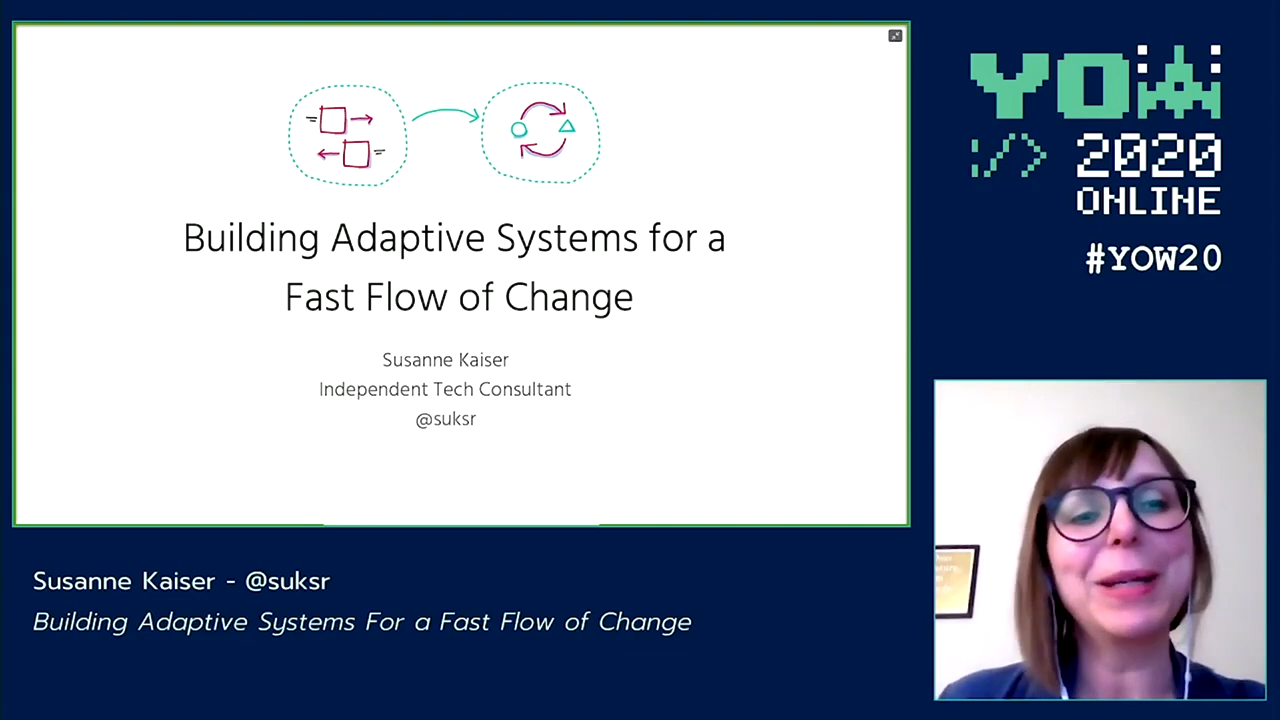 Building Adaptive Systems for a
Fast Flow of Change
Susanne Kaiser
Independent Tech Consultant
@suksr
YOW
:/> 2020
ONLINE
#YOW20
Susanne Kaiser - @suksr
Building Adaptive Systems For a Fast Flow of Change